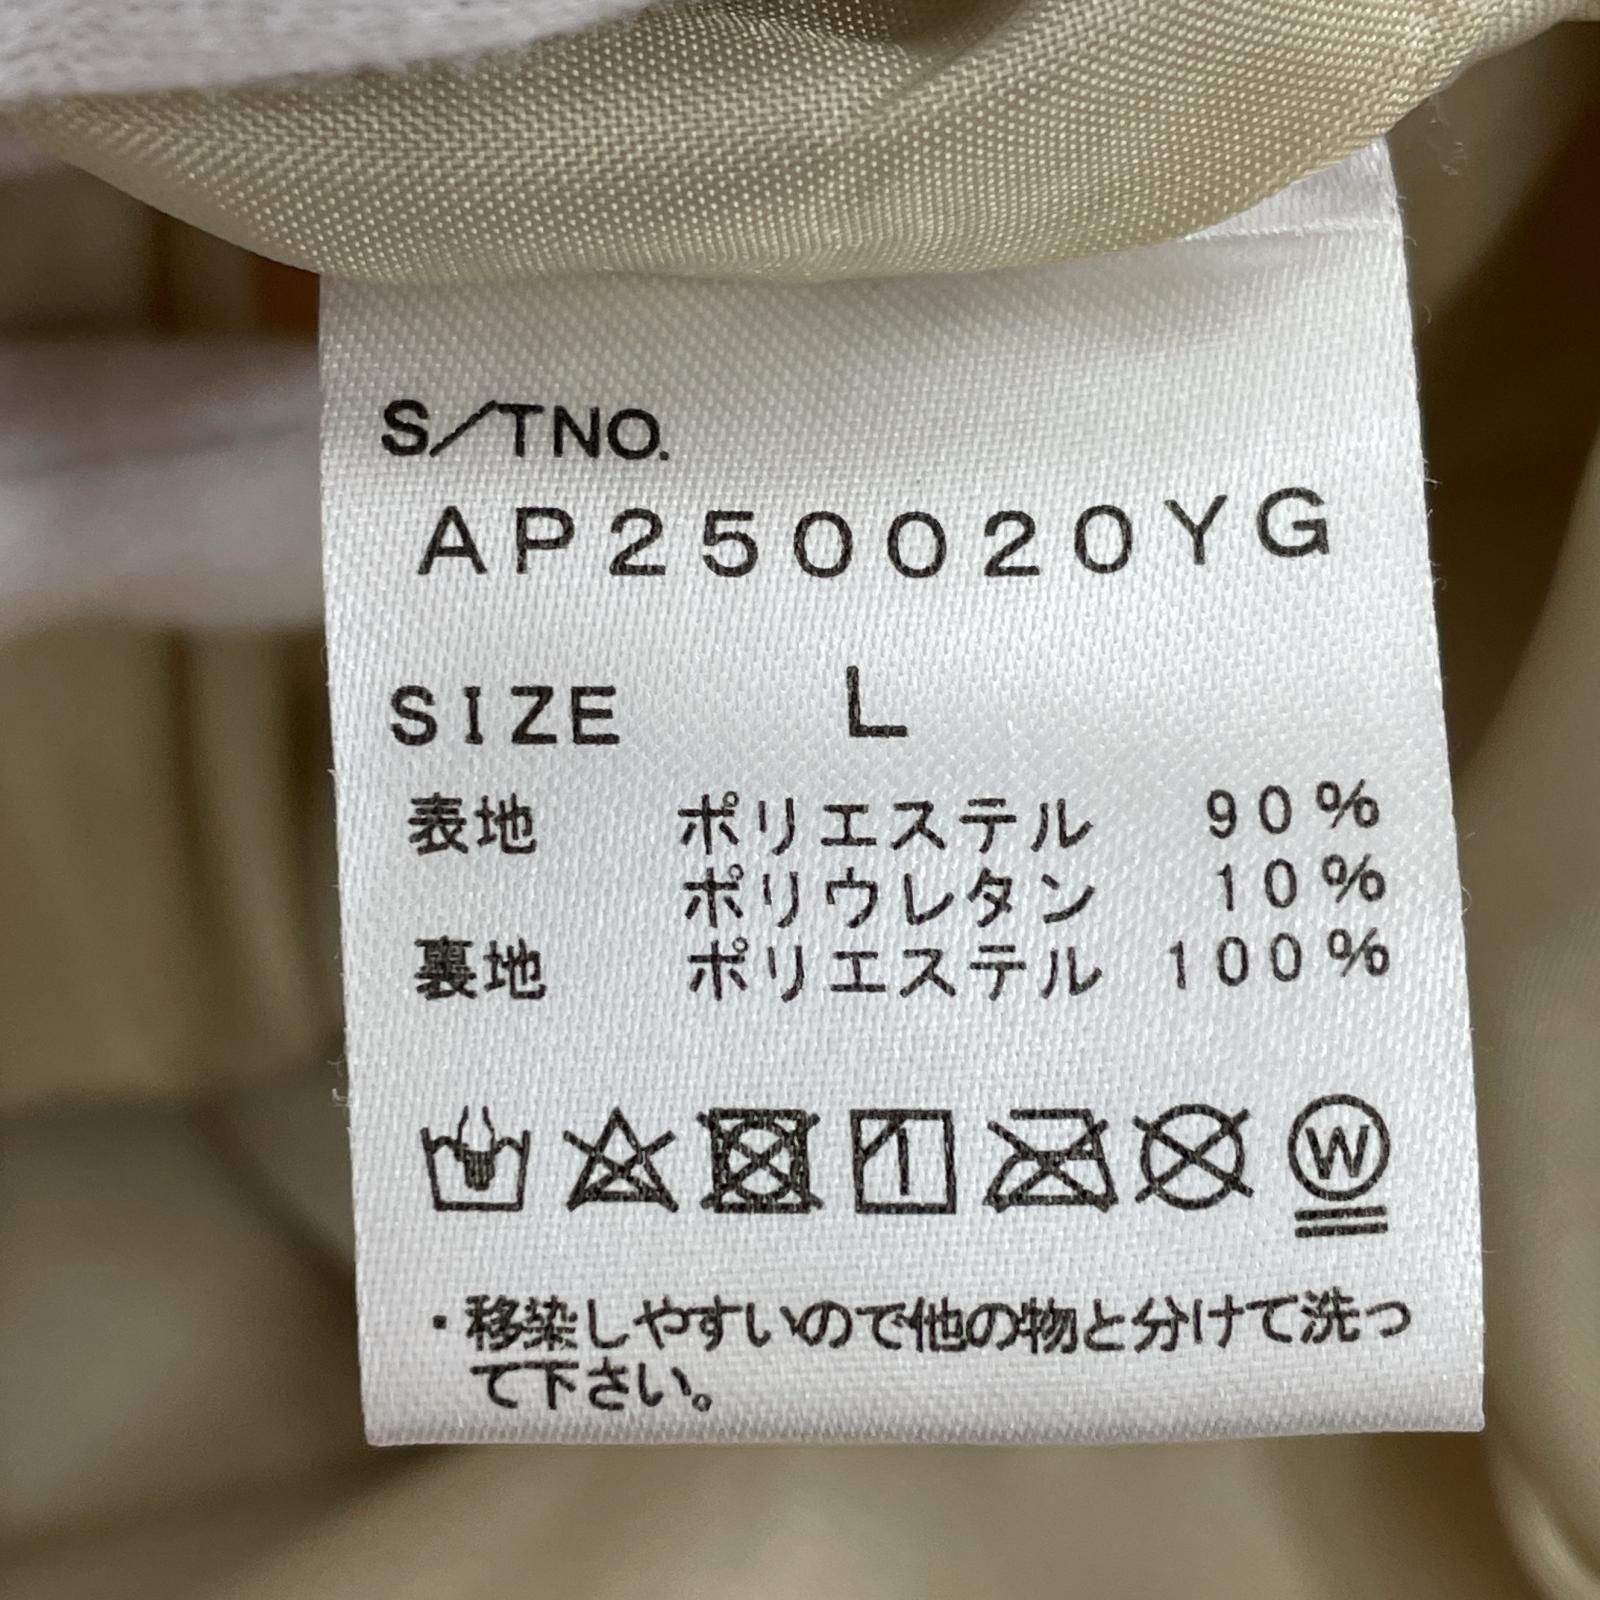 S/TNO.
AP250020YG
SIZE L
表地 ポリエステル 90%
ポリウレタン 10%
裏地 ポリエステル 100%
W
・移染しやすいので他の物と分けて洗っ
て下さい。